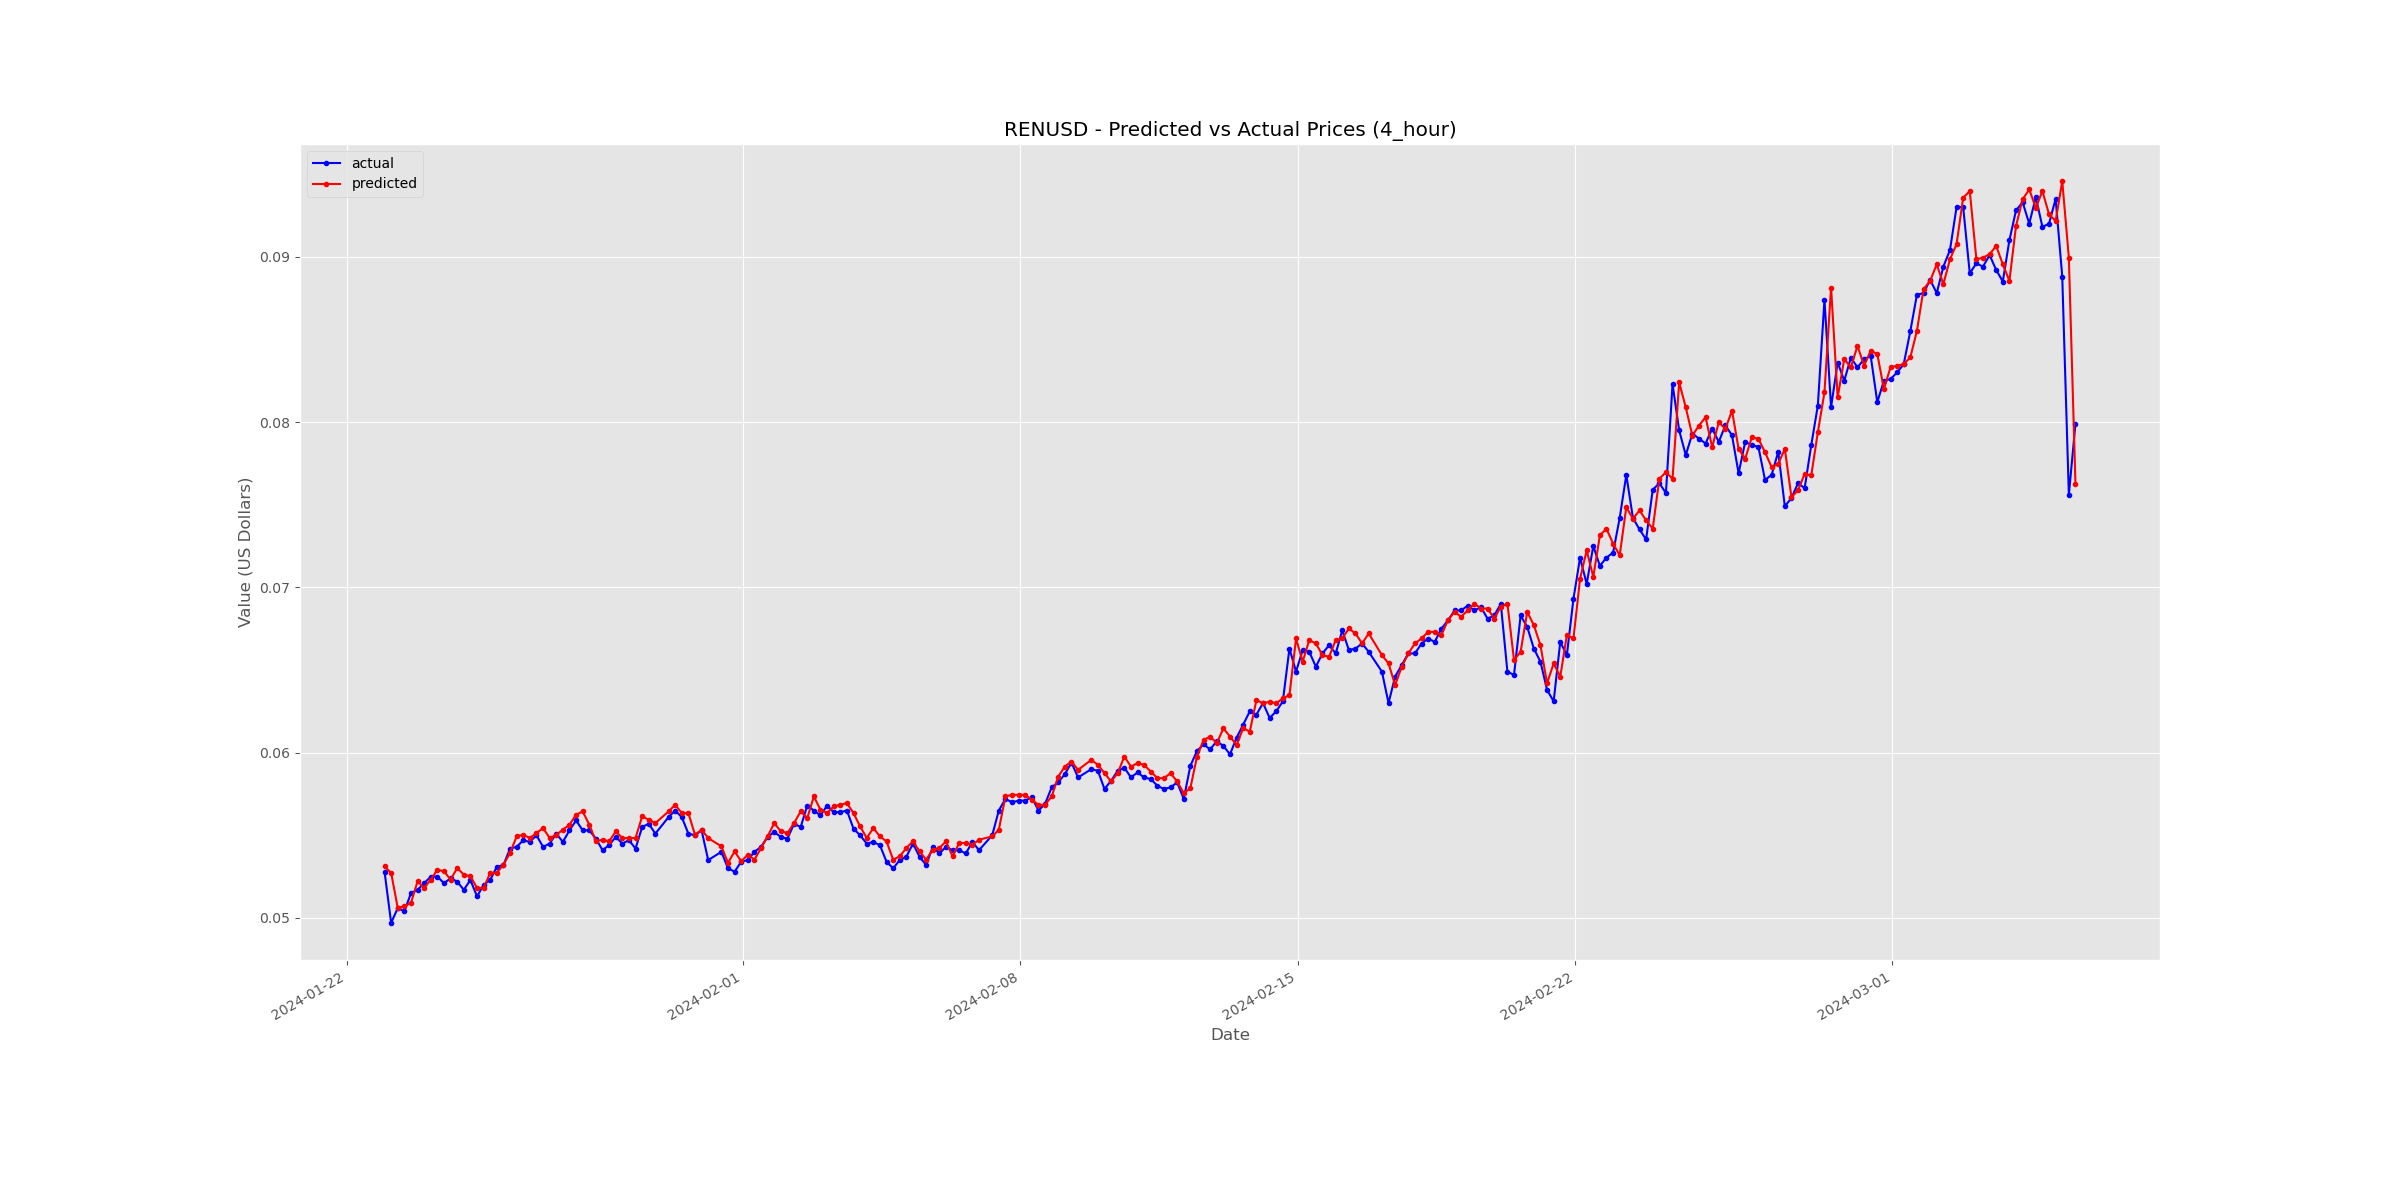 RENUSD - Predicted vs Actual Prices (4_hour)
actual
predicted
Value (US Dollars)
0.09
0.08
0.07
0.06
0.05
2024-01-22
2024-02-01
2024-02-08
2024-02-15
2024-02-22
2024-03-01
Date